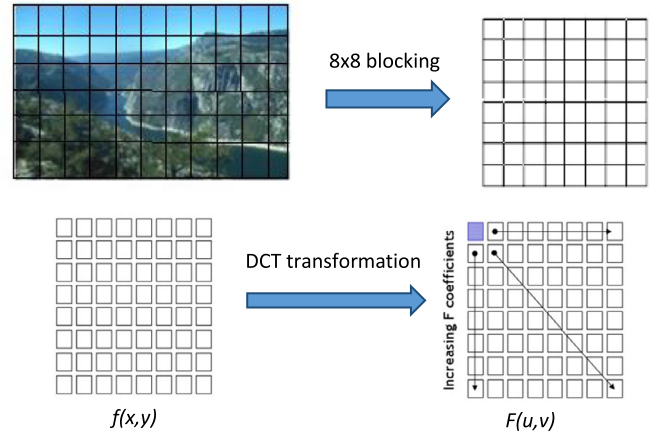 8x8 blocking
DCT transformation
Increasing F coefficients
f(x,y)
F(u,v)